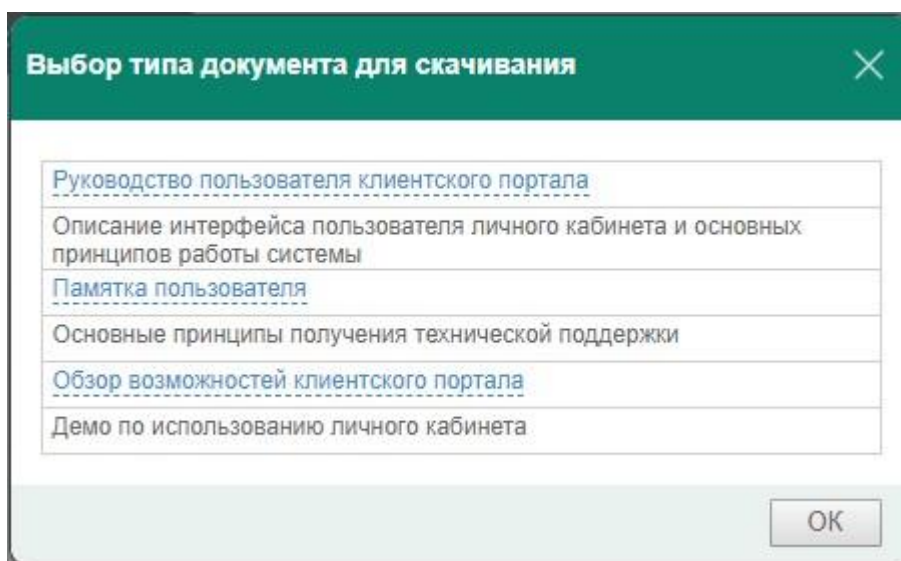 Выбор типа документа для скачивания
Руководство пользователя клиентского портала
Описание интерфейса пользователя личного кабинета и основных
принципов работы системы
Памятка пользователя
Основные принципы получения технической поддержки
Обзор возможностей клиентского портала
Демо по использованию личного кабинета
ОК